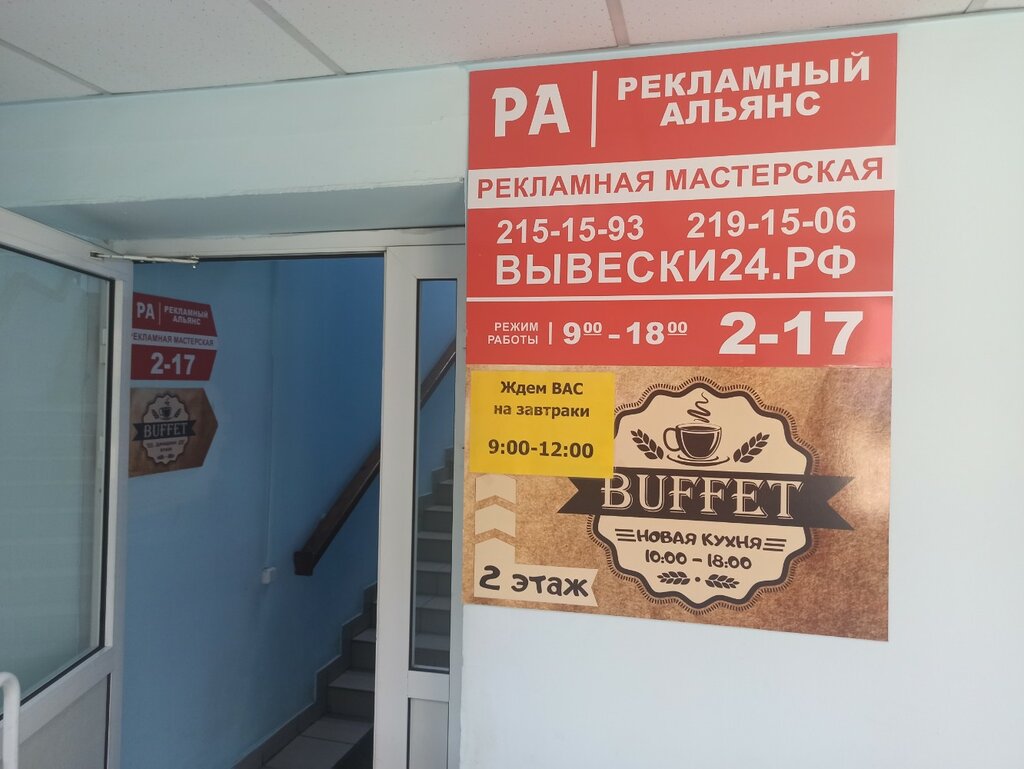 РА
РЕКЛАМНЫЙ
АЛЬЯНС
РЕКЛАМНАЯ МАСТЕРСКАЯ
215-15-93 219-15-06
ВЫВЕСКИ24.РФ
РЕЖИМ
РАБОТЫ
9⁰⁰ - 18⁰⁰
2-17
Ждем ВАС
на завтраки
9:00-12:00
BUFFET
НОВАЯ КУХНЯ
10:00 - 18:00
2 этаж
РА
РЕКЛАМНЫЙ
АЛЬЯНС
РЕКЛАМНАЯ МАСТЕРСКАЯ
2-17
BUFFET